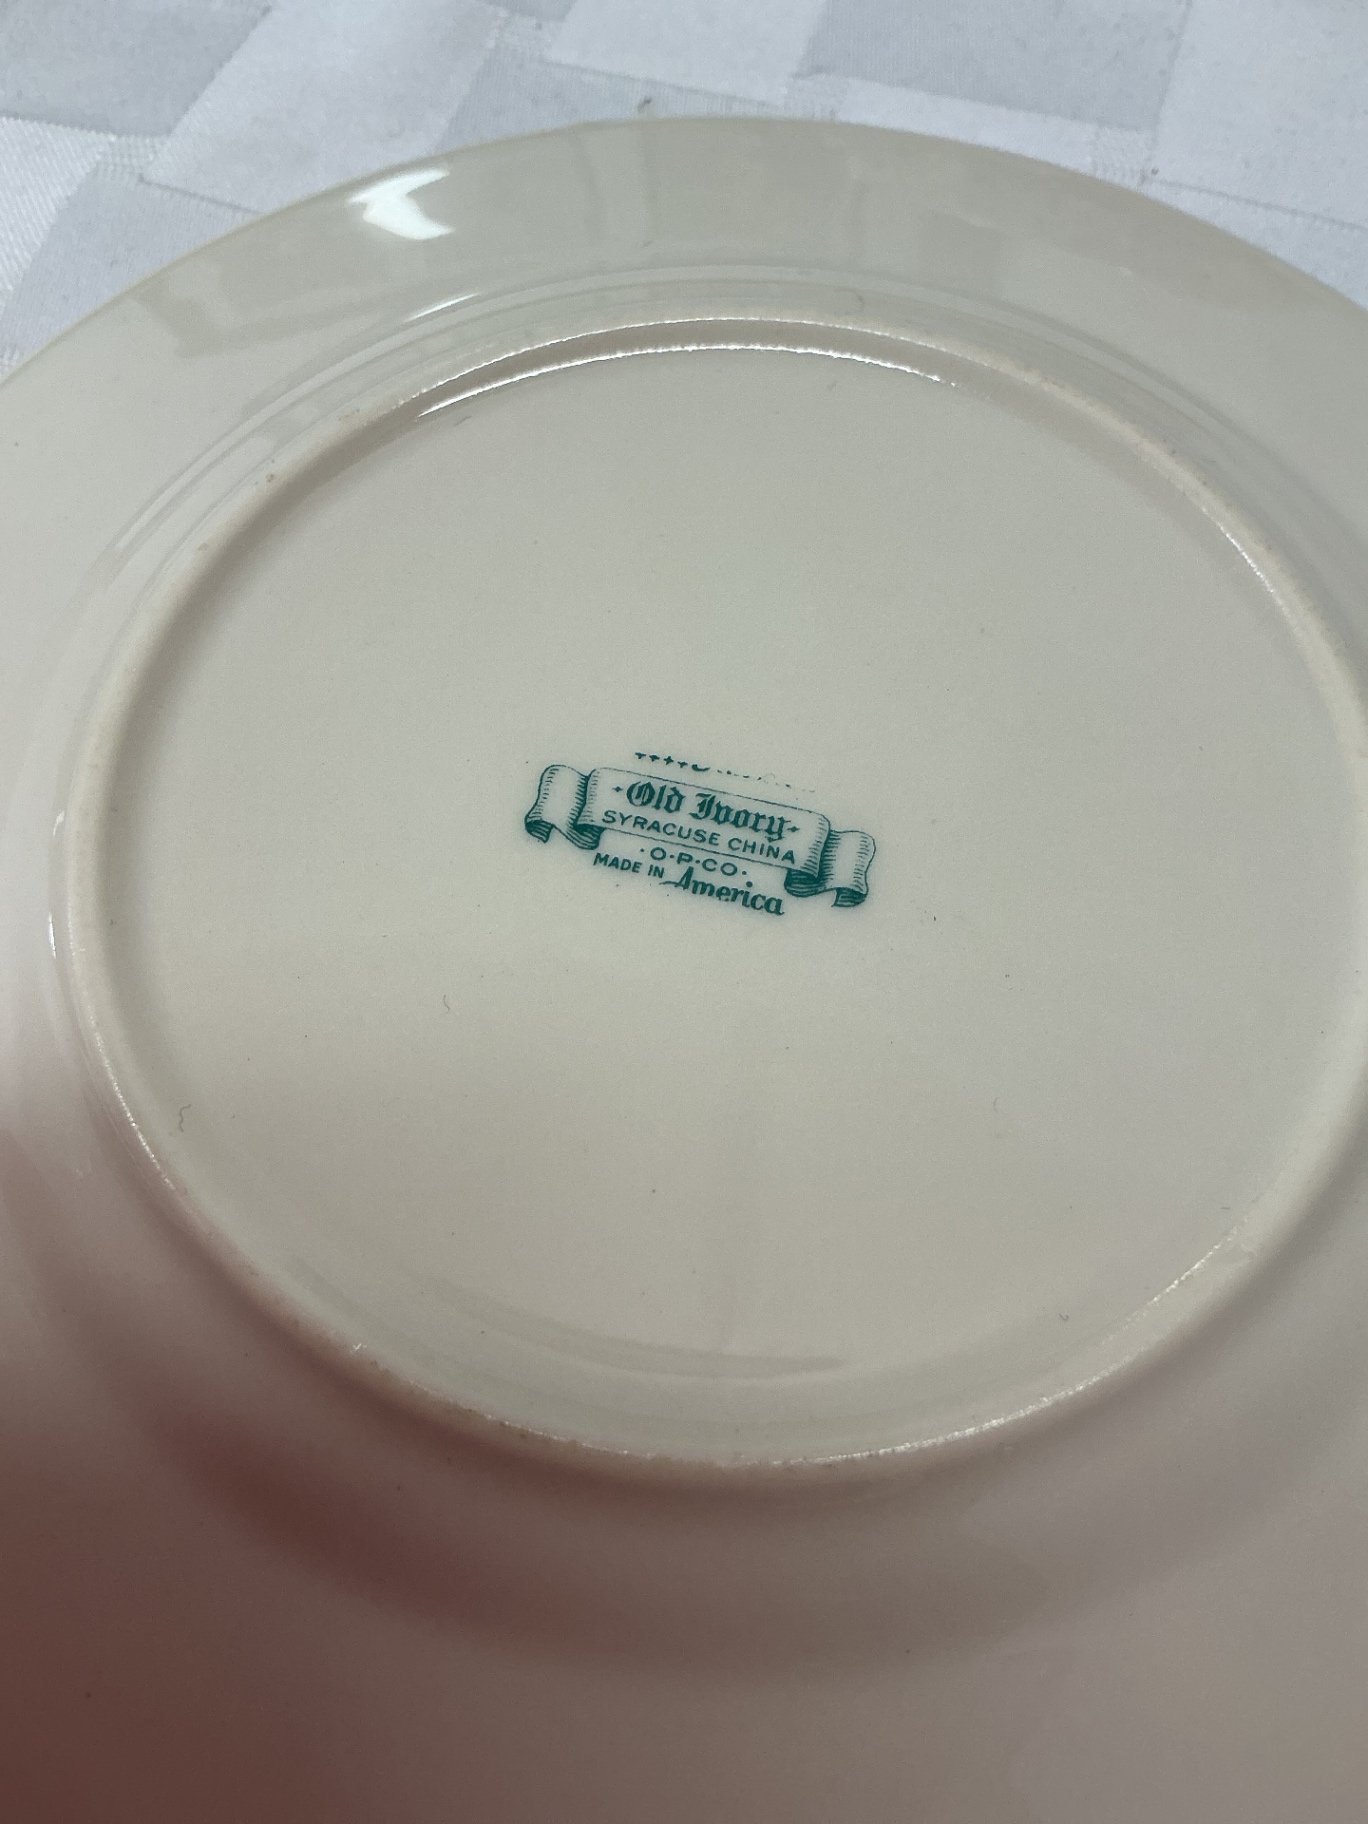 ·Old Ivory·
SYRACUSE CHINA
·O·P·CO·
MADE IN America